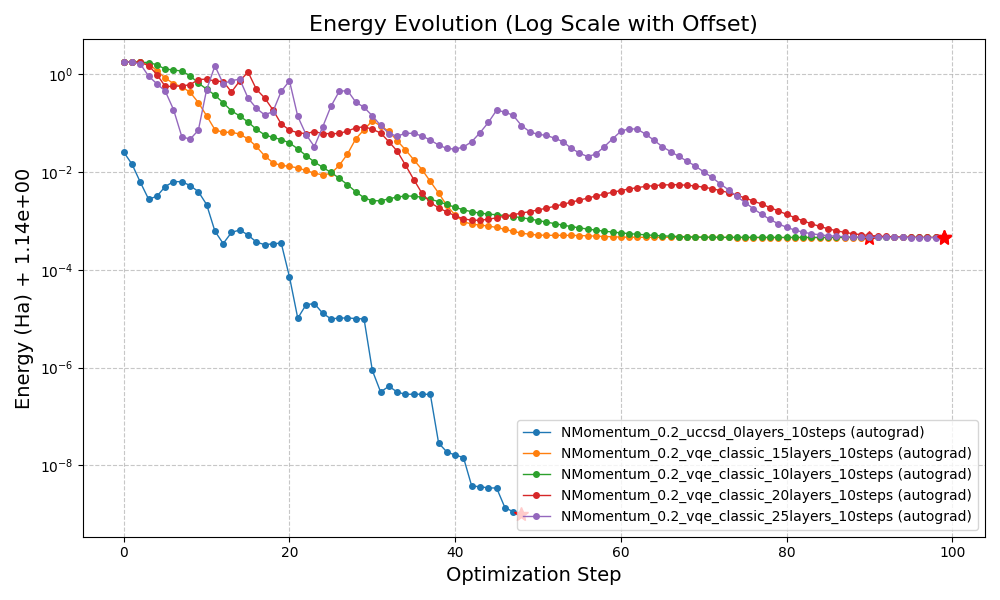 Energy Evolution (Log Scale with Offset)
Energy (Ha) + 1.14e+00
10⁰
10⁻²
10⁻⁴
10⁻⁶
10⁻⁸
NMomentum_0.2_uccsd_0layers_10steps (autograd)
NMomentum_0.2_vqe_classic_15layers_10steps (autograd)
NMomentum_0.2_vqe_classic_10layers_10steps (autograd)
NMomentum_0.2_vqe_classic_20layers_10steps (autograd)
NMomentum_0.2_vqe_classic_25layers_10steps (autograd)
0 20 40 60 80 100
Optimization Step